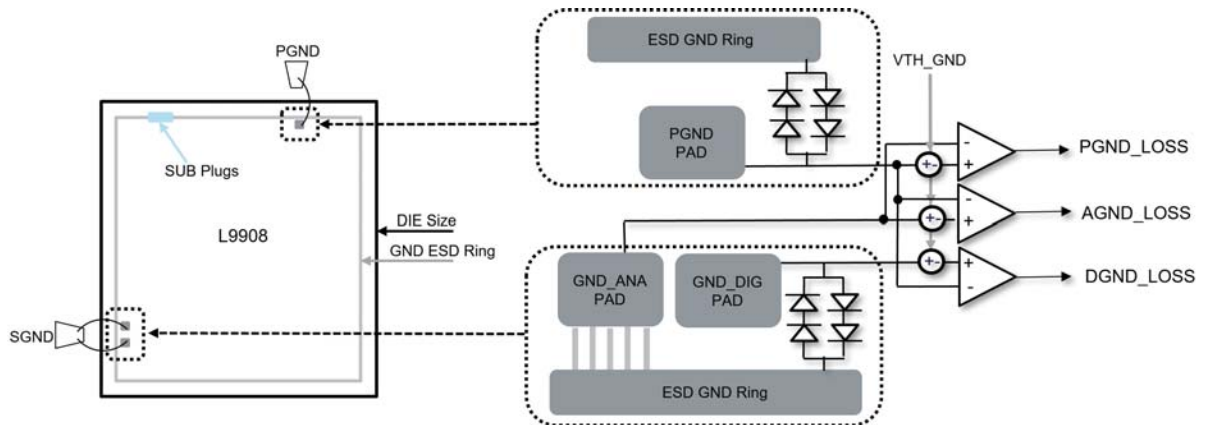 PGND
SUB Plugs
L9908
DIE Size
GND ESD Ring
SGND
ESD GND Ring
PGND
PAD
GND_ANA
PAD
GND_DIG
PAD
ESD GND Ring
VTH_GND
-
+
+-
PGND_LOSS
-
+
+-
AGND_LOSS
+
-
+-
DGND_LOSS